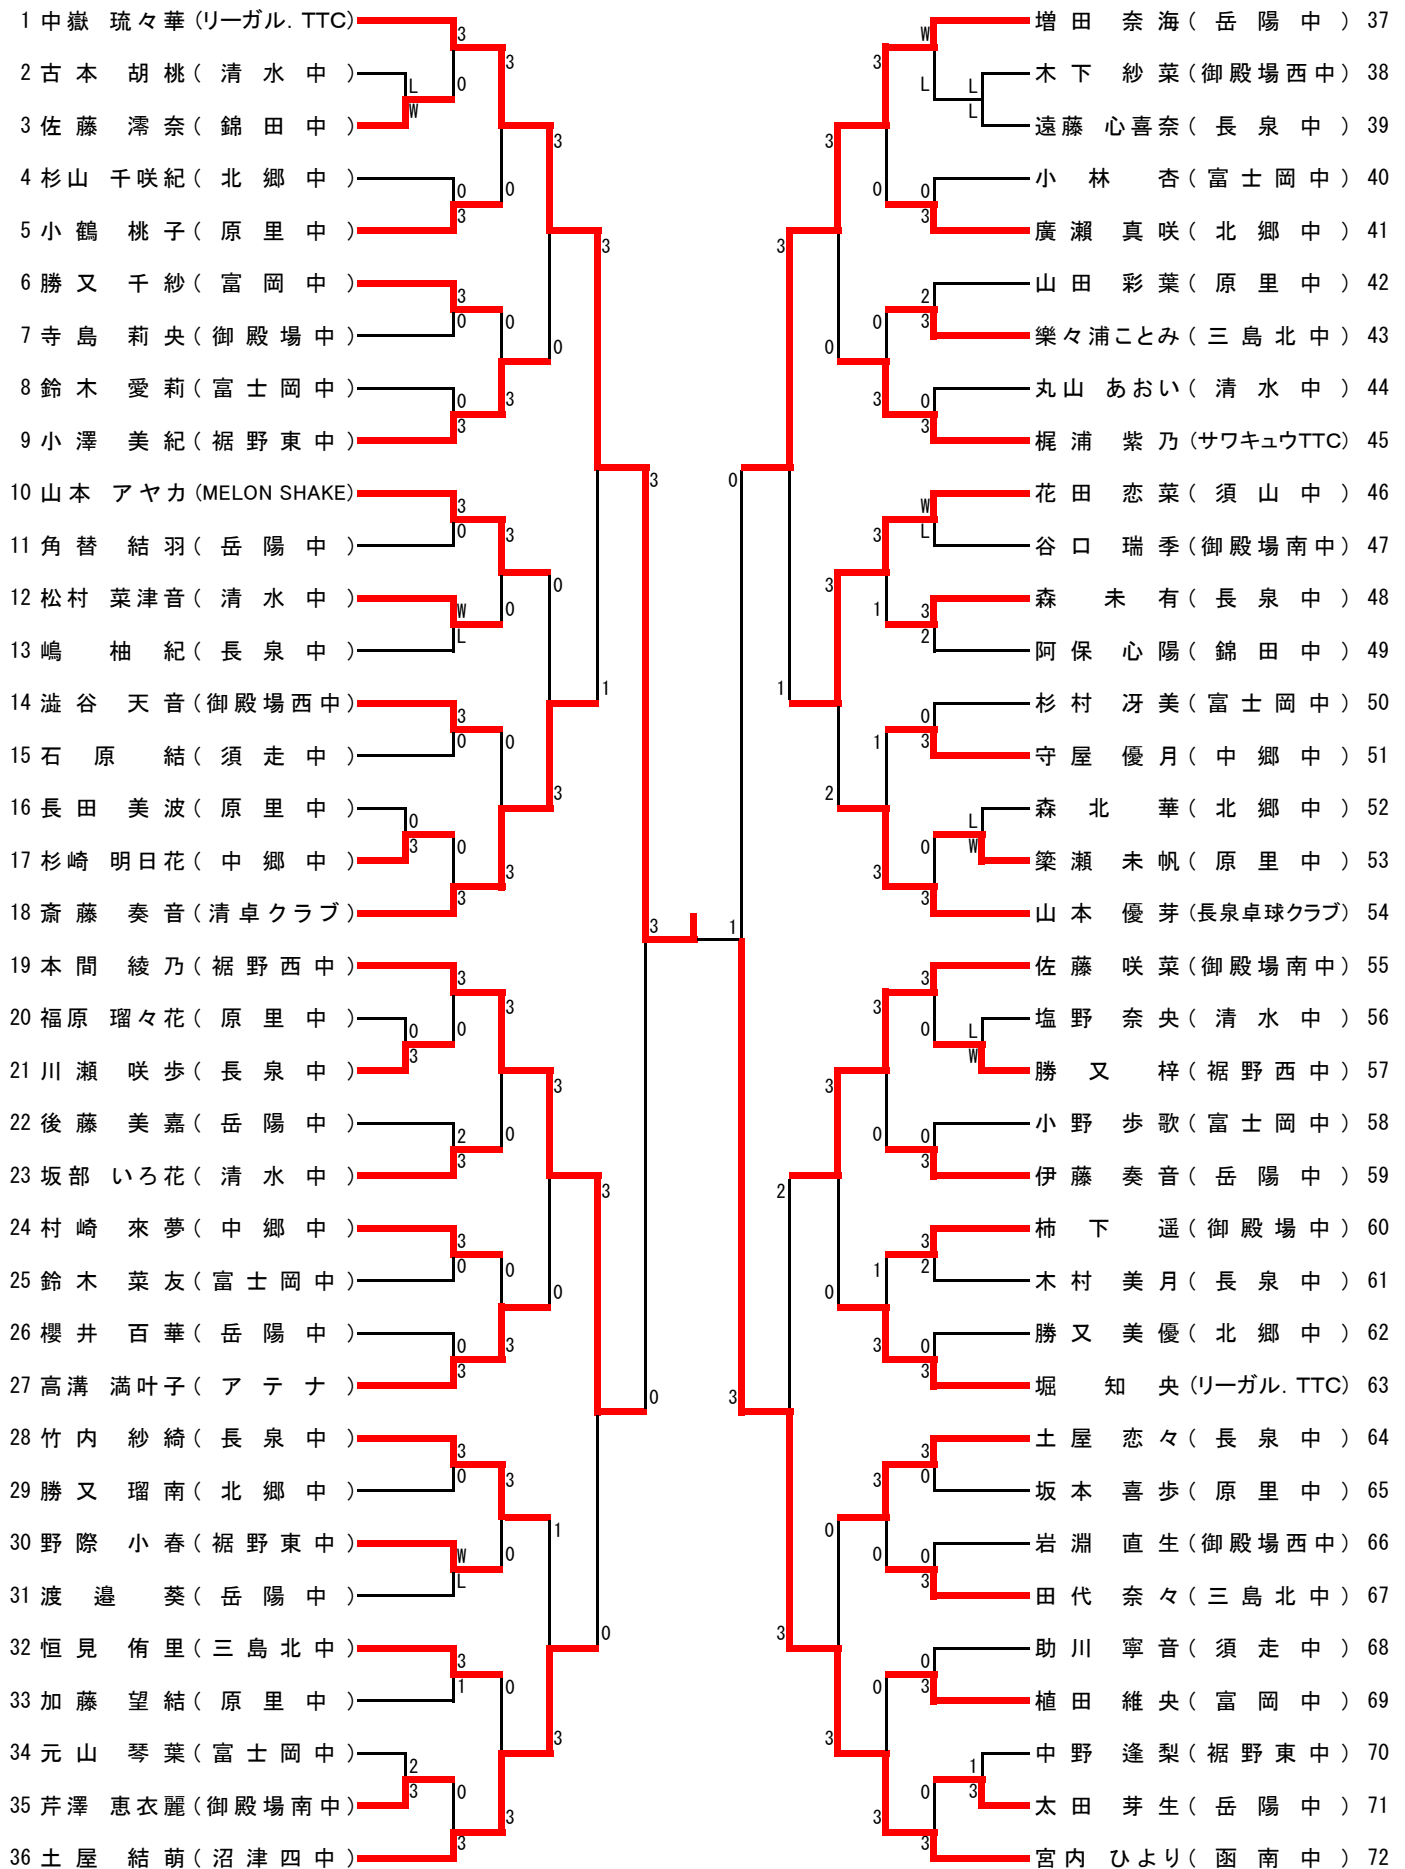 1 中嶽 琉々華 (リーガル. TTC)
2 古本 胡桃 ( 清水中 )
3 佐藤 澪奈 ( 錦田中 )
4 杉山 千咲紀 ( 北郷中 )
5 小鶴 桃子 ( 原里中 )
6 勝又 千紗 ( 富岡中 )
7 寺島 莉央 ( 御殿場中 )
8 鈴木 愛莉 ( 富士岡中 )
9 小澤 美紀 ( 裾野東中 )
10 山本 アヤカ (MELON SHAKE)
11 角替 結羽 ( 岳陽中 )
12 松村 菜津音 ( 清水中 )
13 嶋 柚紀 ( 長泉中 )
14 澁谷 天音 (御殿場西中)
15 石原 結 ( 須走中 )
16 長田 美波 ( 原里中 )
17 杉崎 明日花 ( 中郷中 )
18 斎藤 奏音 (清卓クラブ)
19 本間 綾乃 ( 裾野西中 )
20 福原 瑠々花 ( 原里中 )
21 川瀬 咲歩 ( 長泉中 )
22 後藤 美嘉 ( 岳陽中 )
23 坂部 いろ花 ( 清水中 )
24 村崎 來夢 ( 中郷中 )
25 鈴木 菜友 ( 富士岡中 )
26 櫻井 百華 ( 岳陽中 )
27 高溝 満叶子 ( アテナ )
28 竹内 紗綺 ( 長泉中 )
29 勝又 瑠南 ( 北郷中 )
30 野際 小春 ( 裾野東中 )
31 渡邉 葵 ( 岳陽中 )
32 恒見 侑里 ( 三島北中 )
33 加藤 望結 ( 原里中 )
34 元山 琴葉 ( 富士岡中 )
35 芹澤 恵衣麗 (御殿場南中)
36 土屋 結萌 ( 沼津四中 )
増田 奈海 ( 岳陽中 ) 37
木下 紗菜 (御殿場西中) 38
遠藤 心喜奈 ( 長泉中 ) 39
小林 杏 ( 富士岡中 ) 40
廣瀬 真咲 ( 北郷中 ) 41
山田 彩葉 ( 原里中 ) 42
樂々浦ことみ ( 三島北中 ) 43
丸山 あおい ( 清水中 ) 44
梶浦 紫乃 (サワキュウTTC) 45
花田 恋菜 ( 須山中 ) 46
谷口 瑞季 (御殿場南中) 47
森 未有 ( 長泉中 ) 48
阿保 心陽 ( 錦田中 ) 49
杉村 冴美 ( 富士岡中 ) 50
守屋 優月 ( 中郷中 ) 51
森北 華 ( 北郷中 ) 52
簗瀬 未帆 ( 原里中 ) 53
山本 優芽 (長泉卓球クラブ) 54
佐藤 咲菜 (御殿場南中) 55
塩野 奈央 ( 清水中 ) 56
勝又 梓 ( 裾野西中 ) 57
小野 歩歌 ( 富士岡中 ) 58
伊藤 奏音 ( 岳陽中 ) 59
柿下 遥 ( 御殿場中 ) 60
木村 美月 ( 長泉中 ) 61
勝又 美優 ( 北郷中 ) 62
堀 知央 (リーガル. TTC) 63
土屋 恋々 ( 長泉中 ) 64
坂本 喜歩 ( 原里中 ) 65
岩淵 直生 (御殿場西中) 66
田代 奈々 ( 三島北中 ) 67
助川 寧音 ( 須走中 ) 68
植田 維央 ( 富岡中 ) 69
中野 逢梨 ( 裾野東中 ) 70
太田 芽生 ( 岳陽中 ) 71
宮内 ひより ( 函南中 ) 72